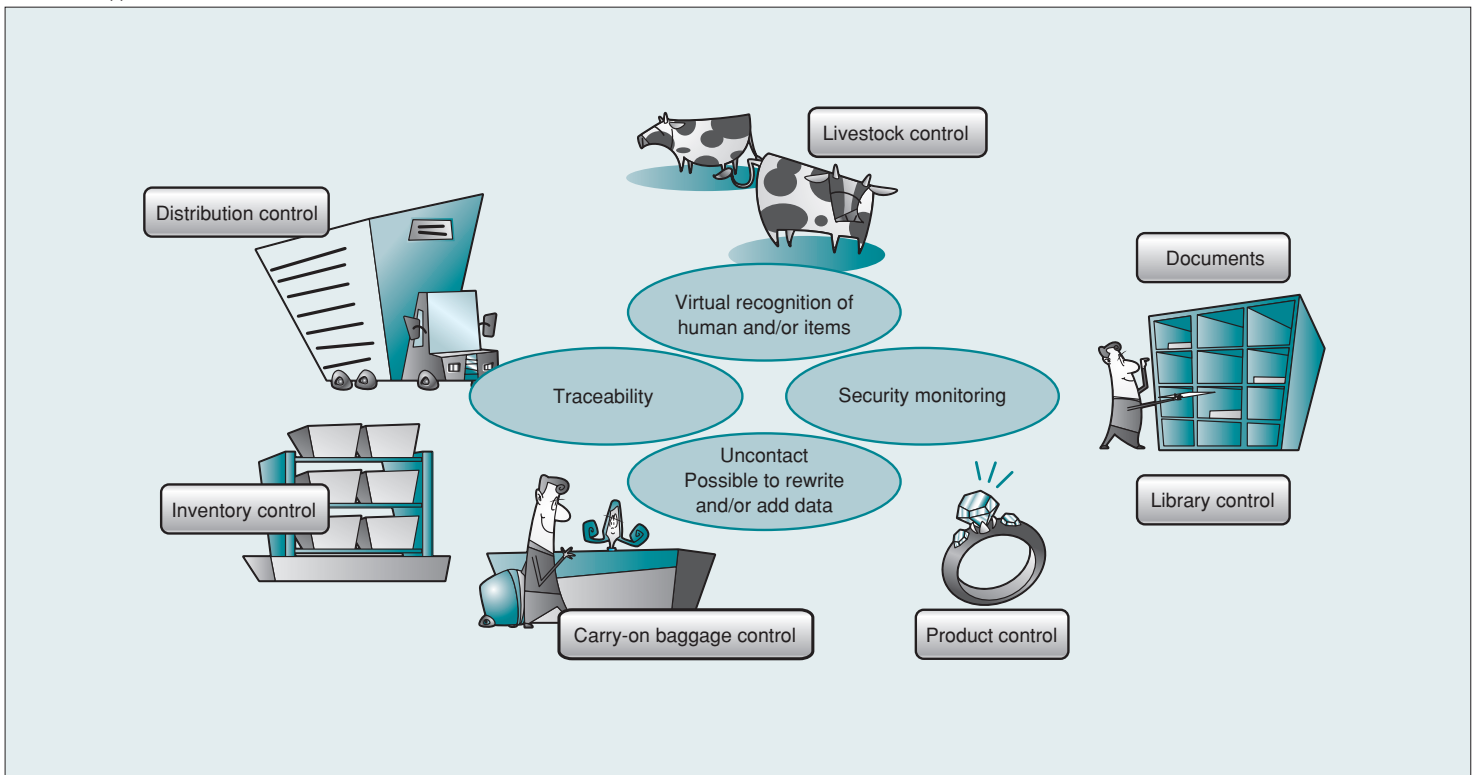 Livestock control
Distribution control
Documents
Virtual recognition of
human and/or items
Traceability
Security monitoring
Uncontact
Possible to rewrite
and/or add data
Inventory control
Library control
Carry-on baggage control
Product control